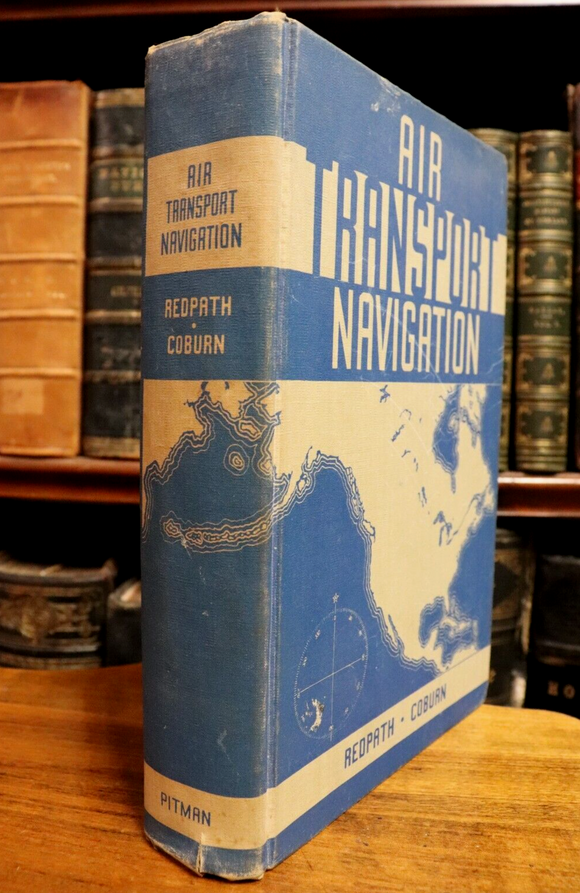 AIR
TRANSPORT
NAVIGATION
REDPATH
•
COBURN
PITMAN
AIR
TRANSPORT
NAVIGATION
REDPATH • COBURN